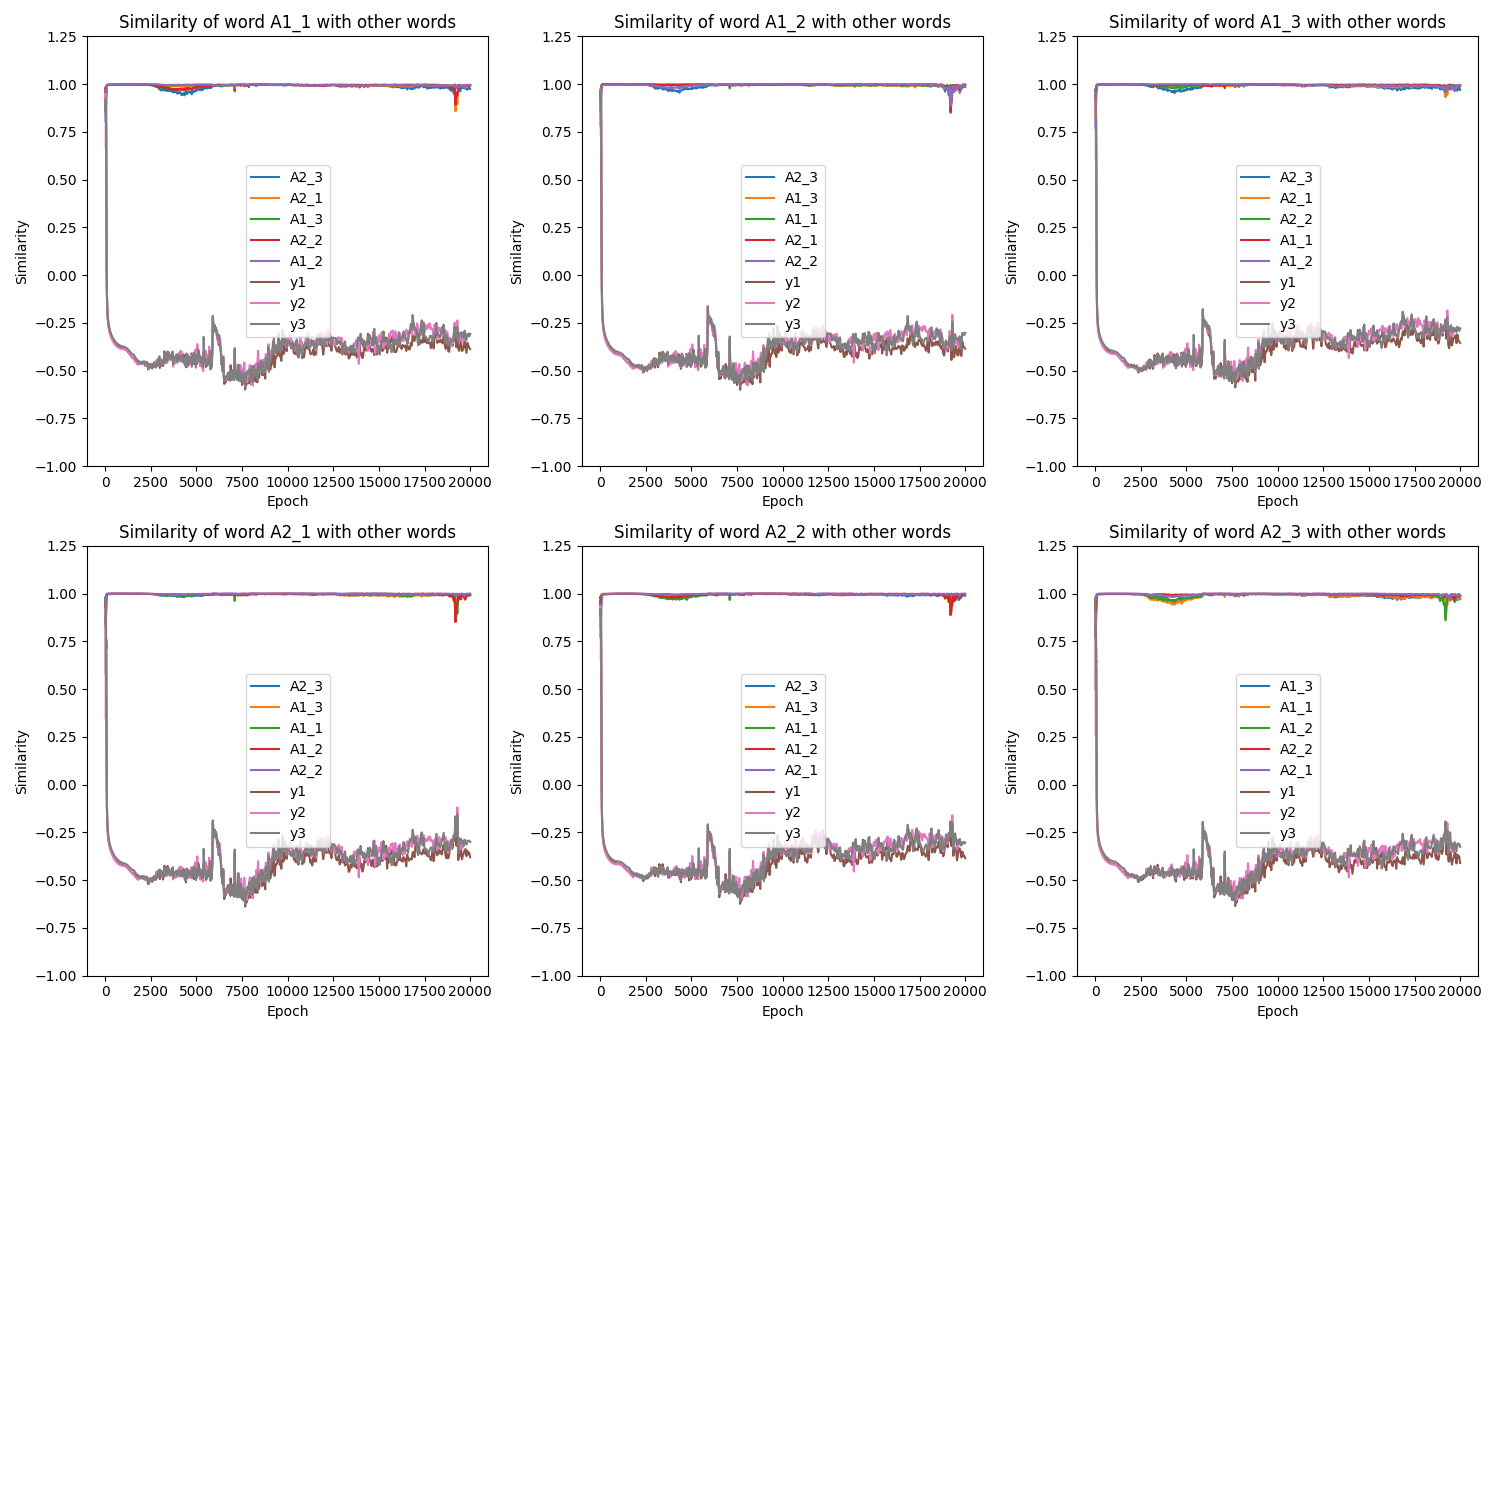 Similarity of word A1_1 with other words
1.25
1.00
0.75
0.50
0.25
0.00
−0.25
−0.50
−0.75
−1.00
Similarity
A2_3
A2_1
A1_3
A2_2
A1_2
y1
y2
y3
0 2500 5000 7500 10000 12500 15000 17500 20000
Epoch
Similarity of word A1_2 with other words
1.25
1.00
0.75
0.50
0.25
0.00
−0.25
−0.50
−0.75
−1.00
Similarity
A2_3
A1_3
A1_1
A2_1
A2_2
y1
y2
y3
0 2500 5000 7500 10000 12500 15000 17500 20000
Epoch
Similarity of word A1_3 with other words
1.25
1.00
0.75
0.50
0.25
0.00
−0.25
−0.50
−0.75
−1.00
Similarity
A2_3
A2_1
A2_2
A1_1
A1_2
y1
y2
y3
0 2500 5000 7500 10000 12500 15000 17500 20000
Epoch
Similarity of word A2_1 with other words
1.25
1.00
0.75
0.50
0.25
0.00
−0.25
−0.50
−0.75
−1.00
Similarity
A2_3
A1_3
A1_1
A1_2
A2_2
y1
y2
y3
0 2500 5000 7500 10000 12500 15000 17500 20000
Epoch
Similarity of word A2_2 with other words
1.25
1.00
0.75
0.50
0.25
0.00
−0.25
−0.50
−0.75
−1.00
Similarity
A2_3
A1_3
A1_1
A1_2
A2_1
y1
y2
y3
0 2500 5000 7500 10000 12500 15000 17500 20000
Epoch
Similarity of word A2_3 with other words
1.25
1.00
0.75
0.50
0.25
0.00
−0.25
−0.50
−0.75
−1.00
Similarity
A1_3
A1_1
A1_2
A2_2
A2_1
y1
y2
y3
0 2500 5000 7500 10000 12500 15000 17500 20000
Epoch